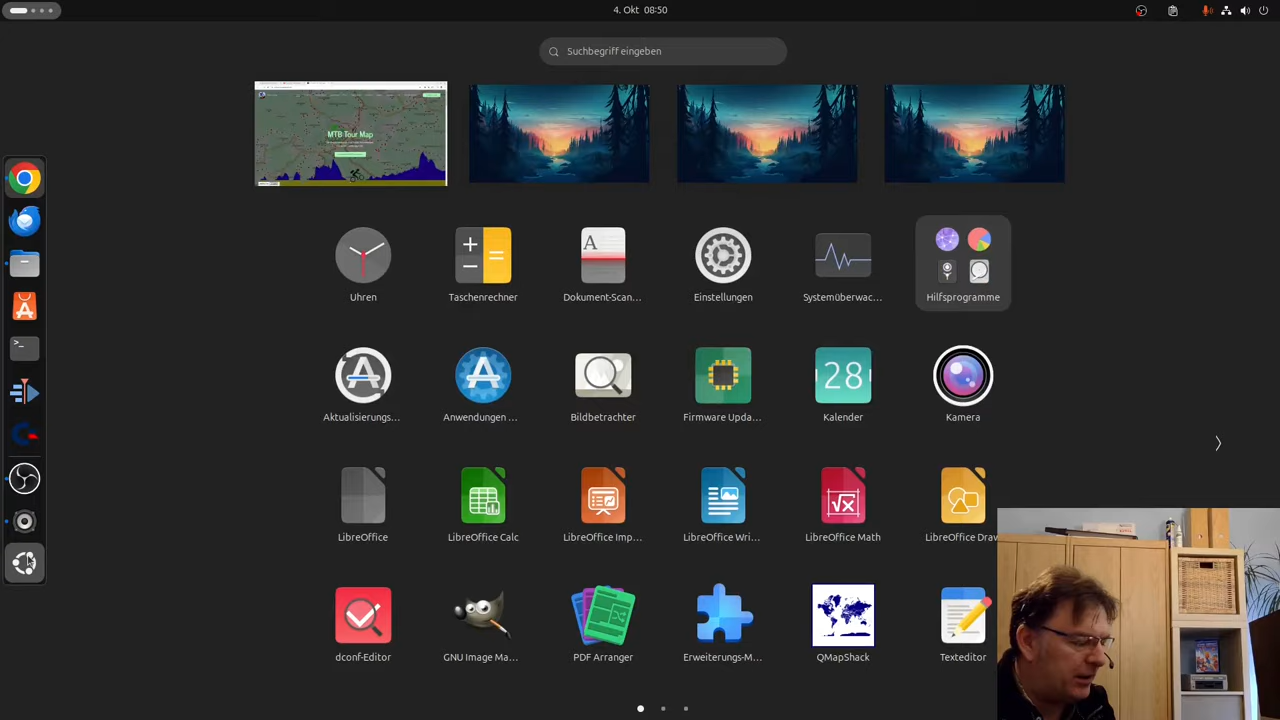 4. Okt 08:50
Suchbegriff eingeben
MTB Tour Map
Uhren
Taschenrechner
Dokument-Scan…
Einstellungen
Systemüberwac…
Hilfsprogramme
Aktualisierungs…
Anwendungen …
Bildbetrachter
Firmware Upda…
28
Kalender
Kamera
LibreOffice
LibreOffice Calc
LibreOffice Imp…
LibreOffice Wri…
LibreOffice Math
LibreOffice Draw
dconf-Editor
GNU Image Ma…
PDF Arranger
Erweiterungs-M…
QMapShack
Texteditor